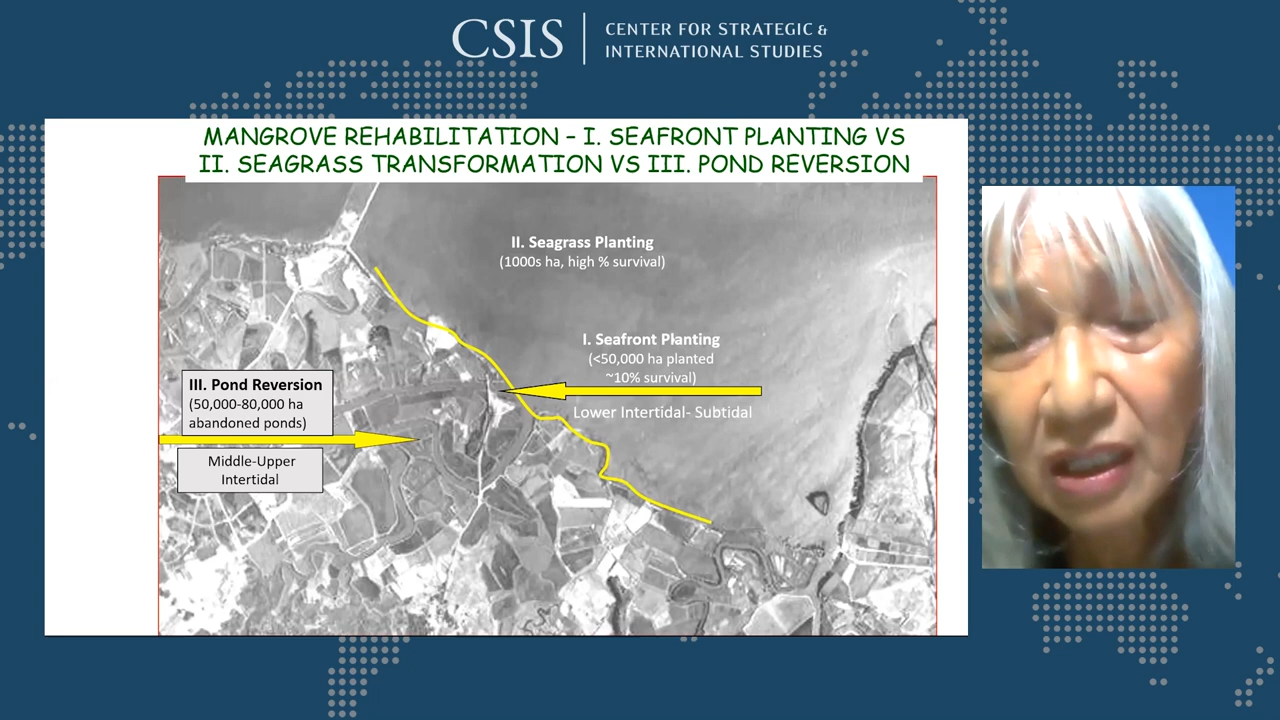 CSIS
CENTER FOR STRATEGIC &
INTERNATIONAL STUDIES
MANGROVE REHABILITATION – I. SEAFRONT PLANTING VS
II. SEAGRASS TRANSFORMATION VS III. POND REVERSION
II. Seagrass Planting
(1000s ha, high % survival)
I. Seafront Planting
(<50,000 ha planted
~10% survival)
Lower Intertidal- Subtidal
III. Pond Reversion
(50,000-80,000 ha
abandoned ponds)
Middle-Upper
Intertidal